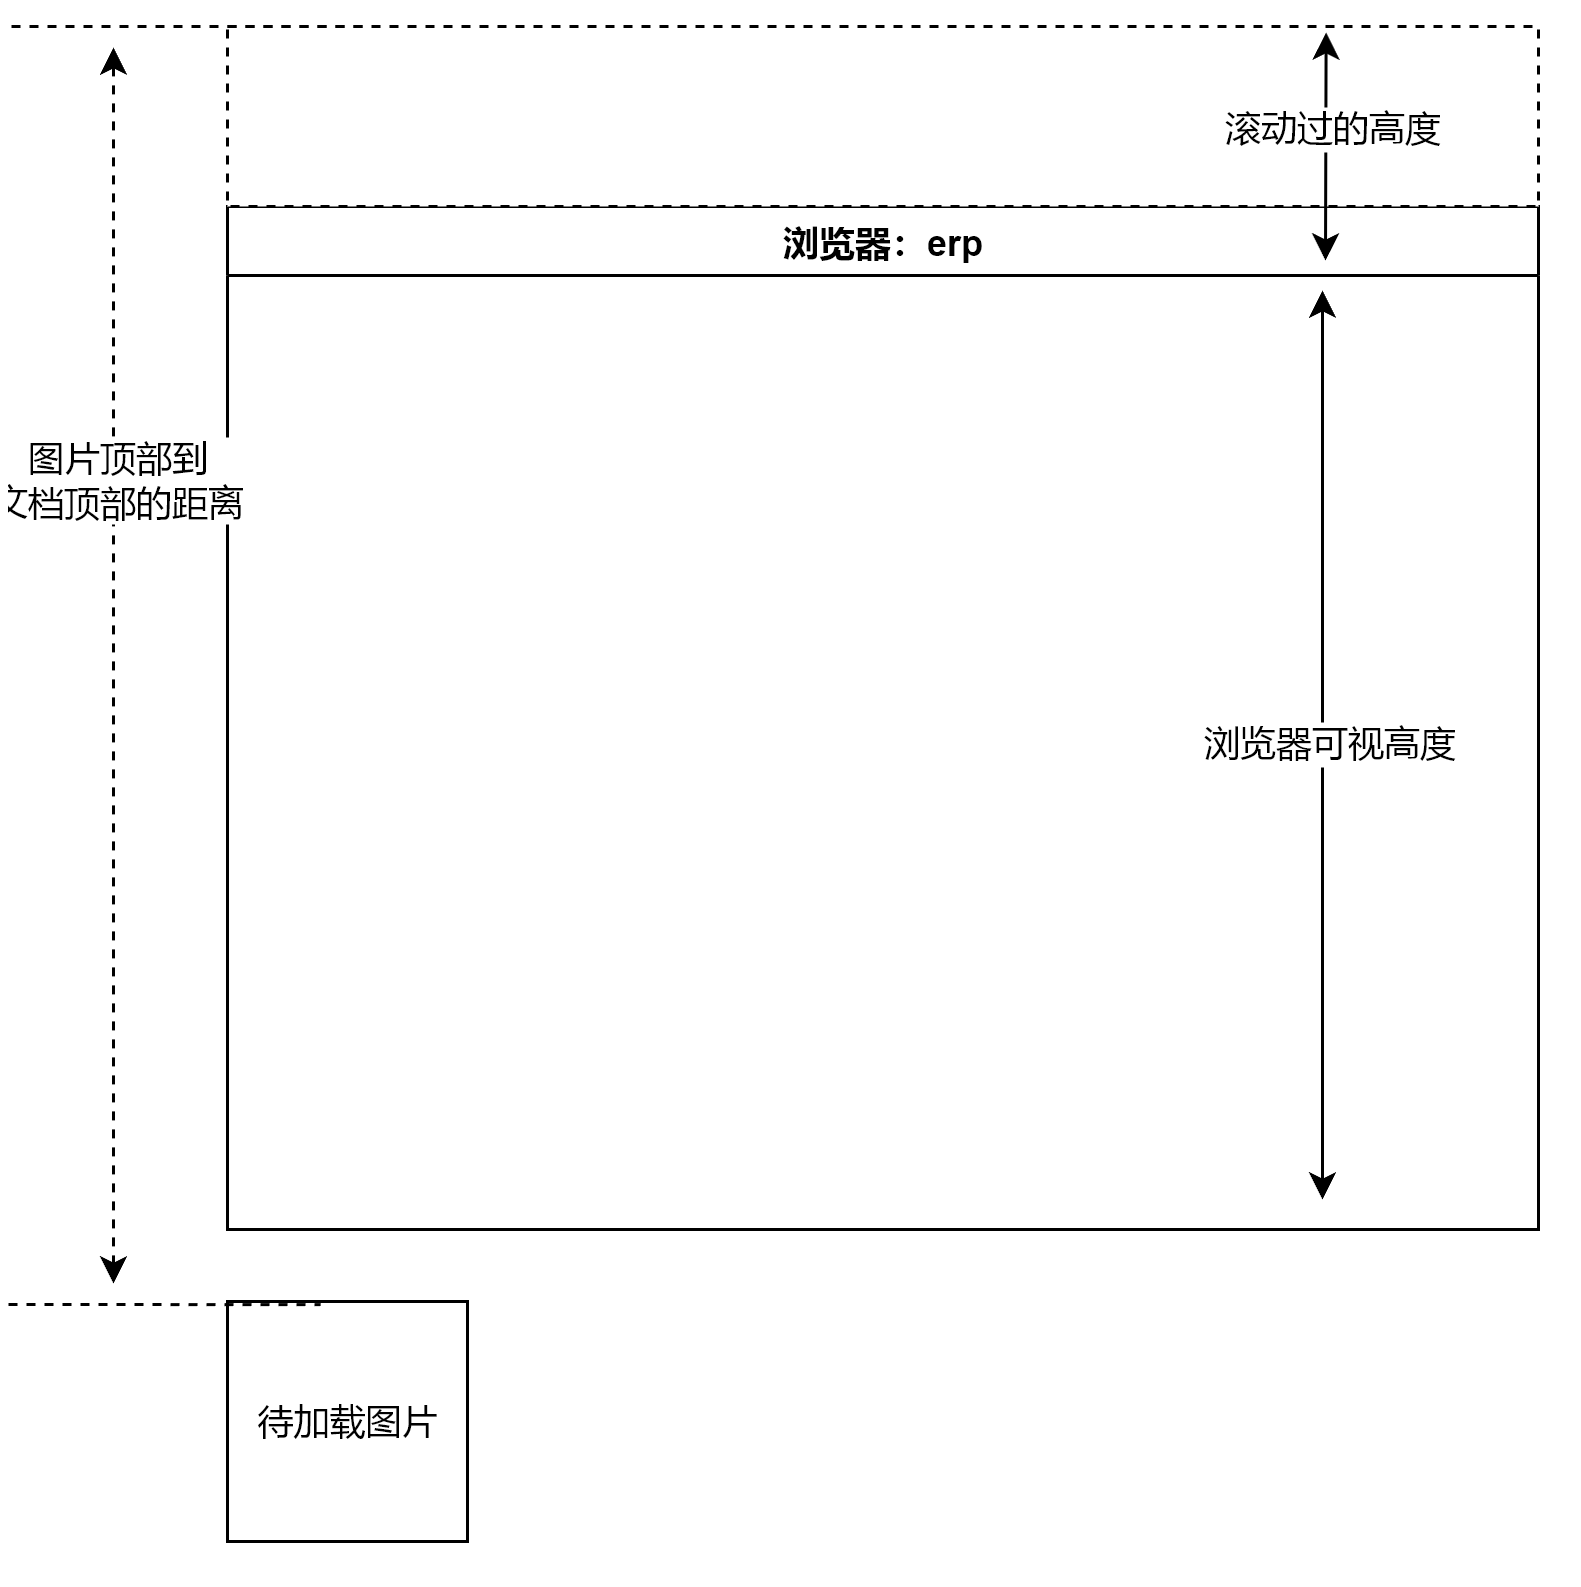 滚动过的高度
浏览器：erp
图片顶部到
文档顶部的距离
浏览器可视高度
待加载图片